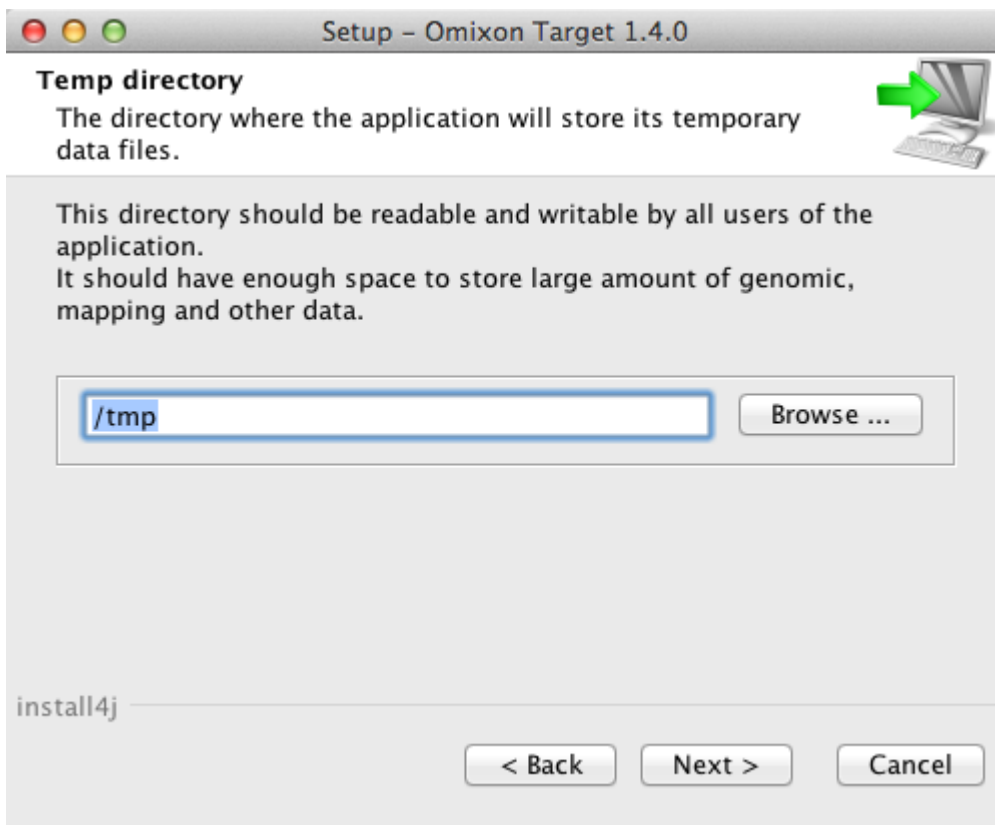 Setup – Omixon Target 1.4.0
Temp directory
The directory where the application will store its temporary
data files.
This directory should be readable and writable by all users of the
application.
It should have enough space to store large amount of genomic,
mapping and other data.
/tmp
Browse ...
install4j
< Back
Next >
Cancel